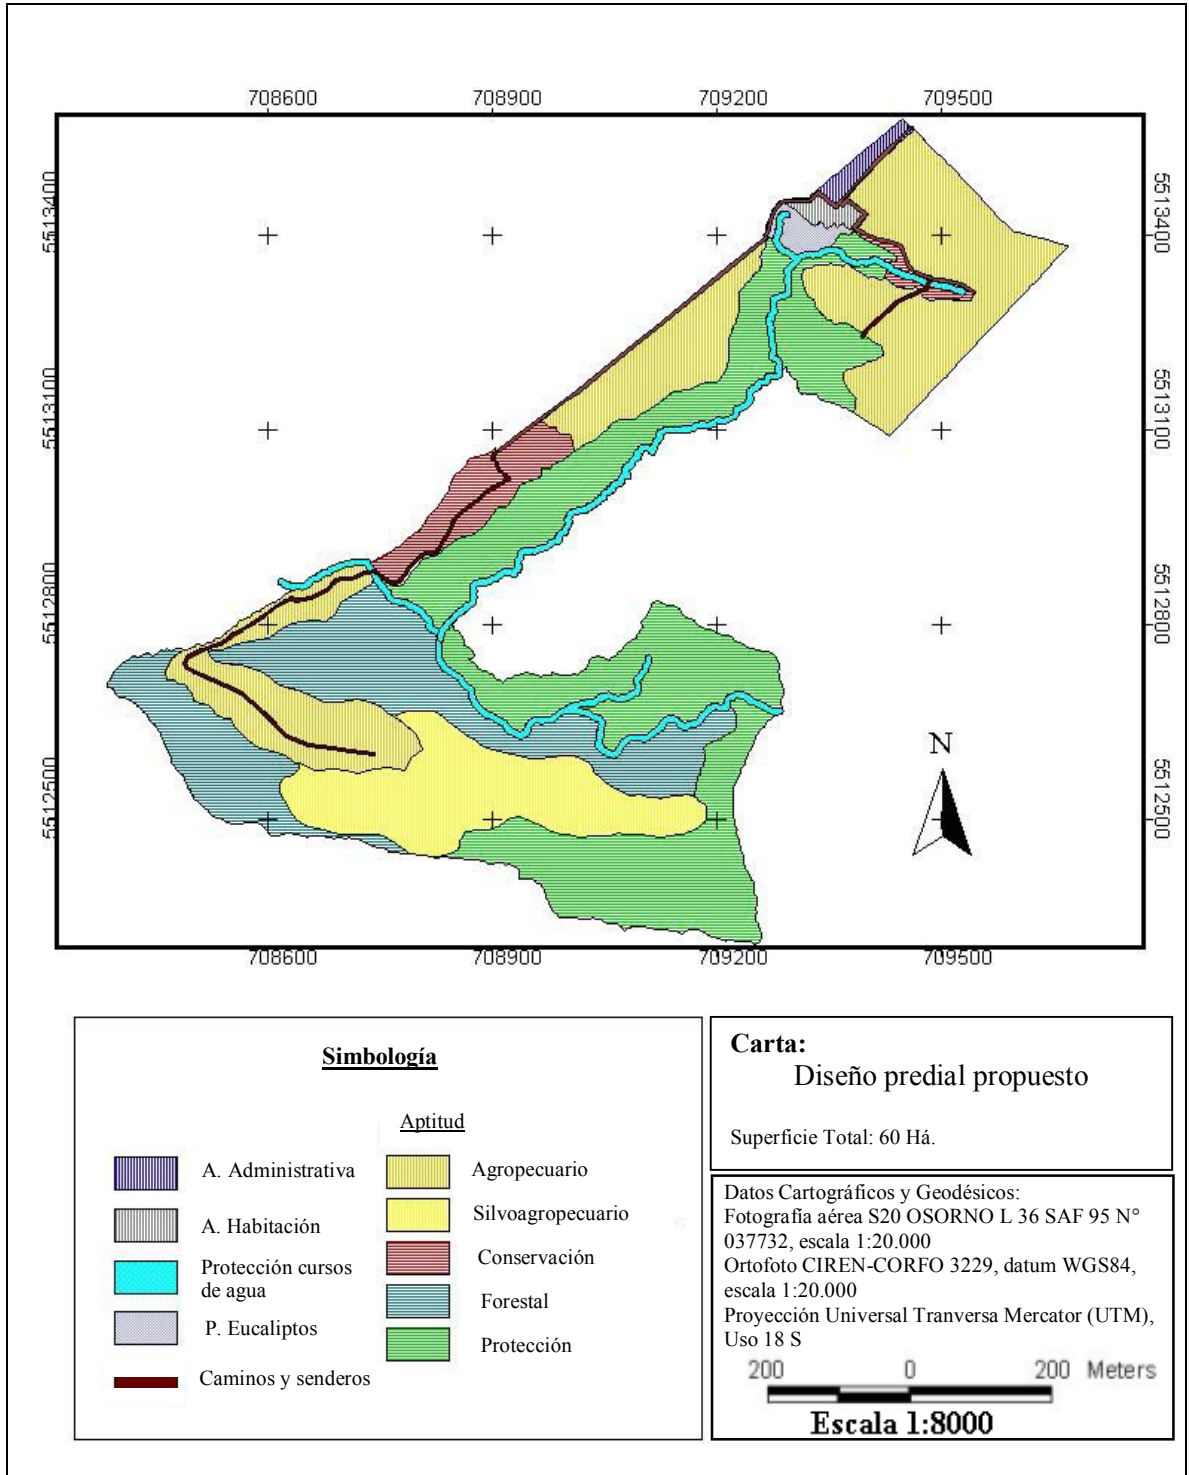 708600 708900 709200 709500
5513400 5513400
5513100 5513100
5512800 5512800
5512500 5512500
N
708600 708900 709200 709500
Simbología
Aptitud
A. Administrativa
A. Habitación
Protección cursos
de agua
P. Eucaliptos
Caminos y senderos
Agropecuario
Silvoagropecuario
Conservación
Forestal
Protección
Carta:
Diseño predial propuesto
Superficie Total: 60 Há.
Datos Cartográficos y Geodésicos:
Fotografía aérea S20 OSORNO L 36 SAF 95 N°
037732, escala 1:20.000
Ortofoto CIREN-CORFO 3229, datum WGS84,
escala 1:20.000
Proyección Universal Tranversa Mercator (UTM),
Uso 18 S
200 0 200 Meters
Escala 1:8000